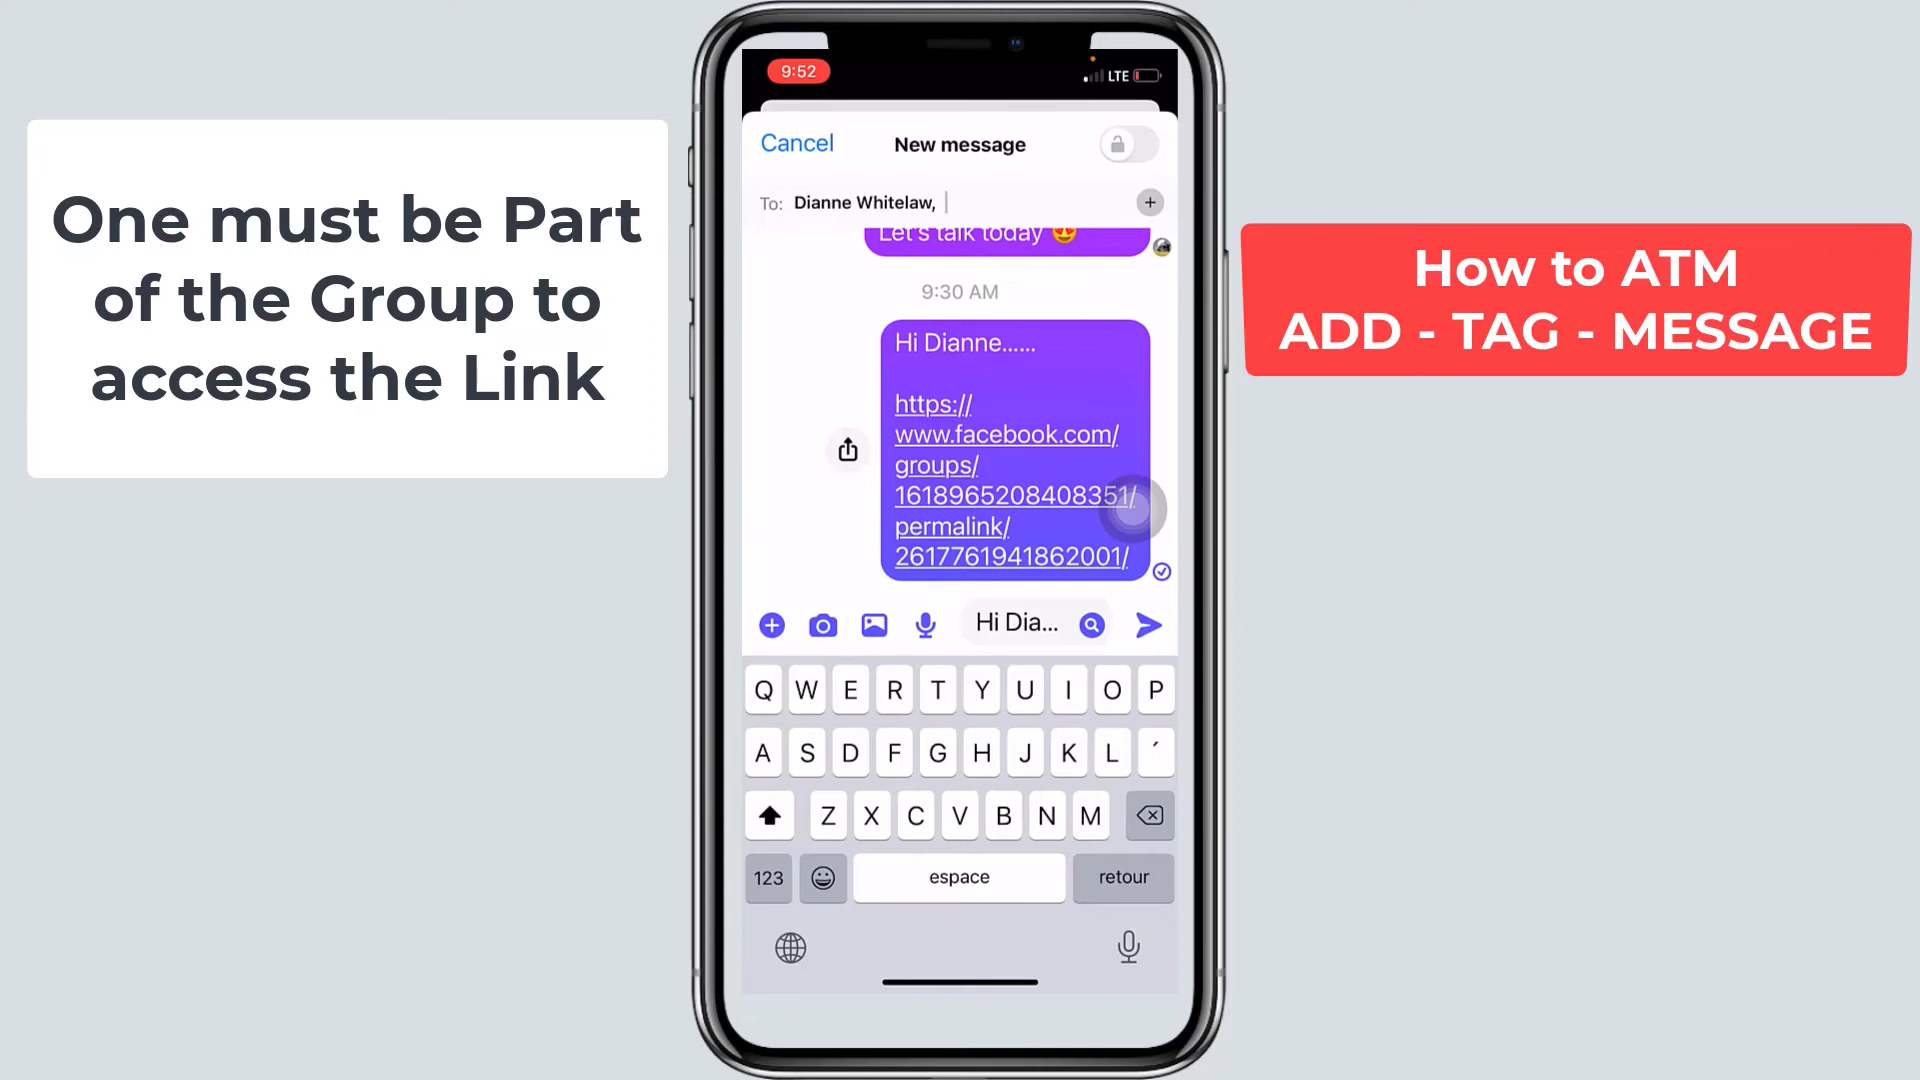 One must be Part
of the Group to
access the Link
9:52
LTE
Cancel
New message
To: Dianne Whitelaw,
Let's talk today 😍
9:30 AM
Hi Dianne......
https://
www.facebook.com/
groups/
1618965208408351/
permalink/
2617761941862001/
Hi Dia...
Q W E R T Y U I O P
A S D F G H J K L ´
Z X C V B N M
123
espace
retour
How to ATM
ADD - TAG - MESSAGE